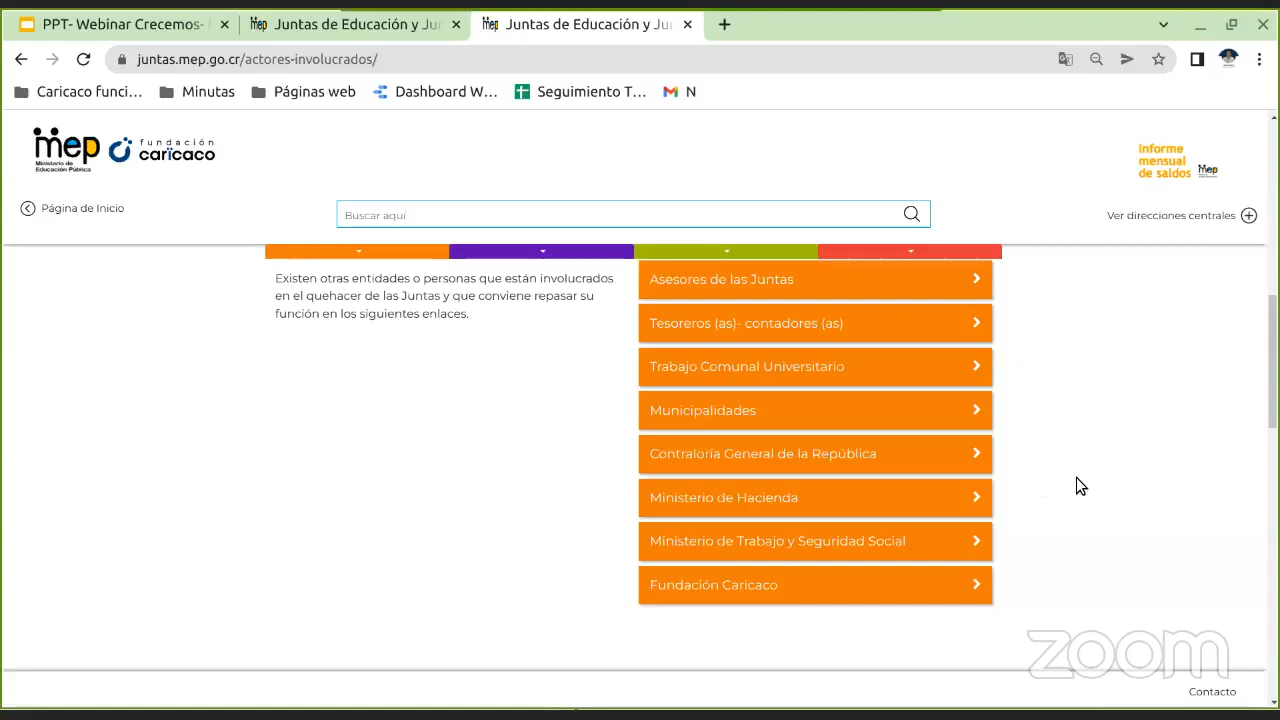 PPT- Webinar Crecemos-
Juntas de Educación y Jun
Juntas de Educación y Ju
juntas.mep.go.cr/actores-involucrados/
Caricaco funci...
Minutas
Páginas web
Dashboard W...
Seguimiento T...
N
mep
Ministerio de
Educación Pública
fundación
caricaco
Informe
mensual
de saldos
mep
Página de Inicio
Buscar aquí
Ver direcciones centrales
Existen otras entidades o personas que están involucrados
en el quehacer de las Juntas y que conviene repasar su
función en los siguientes enlaces.
Asesores de las Juntas
Tesoreros (as)- contadores (as)
Trabajo Comunal Universitario
Municipalidades
Contraloría General de la República
Ministerio de Hacienda
Ministerio de Trabajo y Seguridad Social
Fundación Caricaco
zoom
Contacto